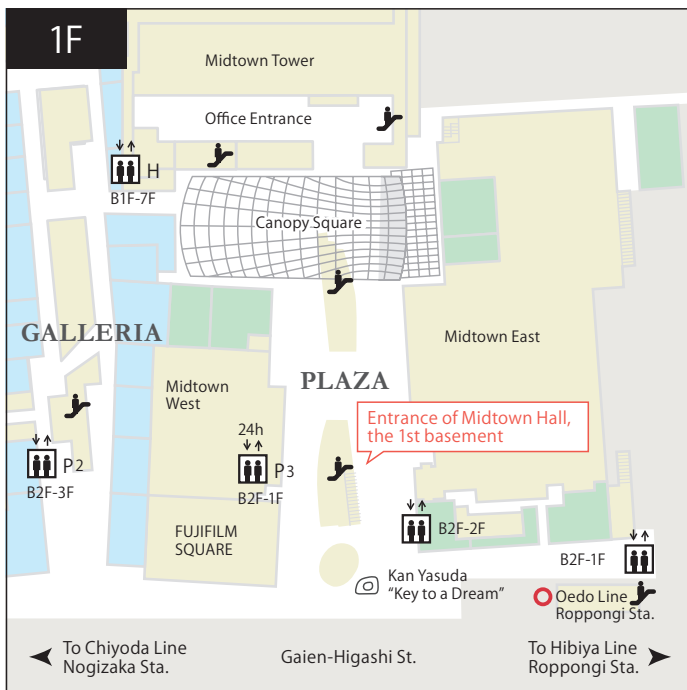 1F
Midtown Tower
Office Entrance
H
B1F-7F
Canopy Square
GALLERIA
Midtown East
PLAZA
Midtown
West
Entrance of Midtown Hall,
the 1st basement
24h
P2
P3
B2F-3F
B2F-1F
FUJIFILM
SQUARE
B2F-2F
B2F-1F
Kan Yasuda
“Key to a Dream”
Oedo Line
Roppongi Sta.
To Chiyoda Line
Nogizaka Sta.
Gaien-Higashi St.
To Hibiya Line
Roppongi Sta.